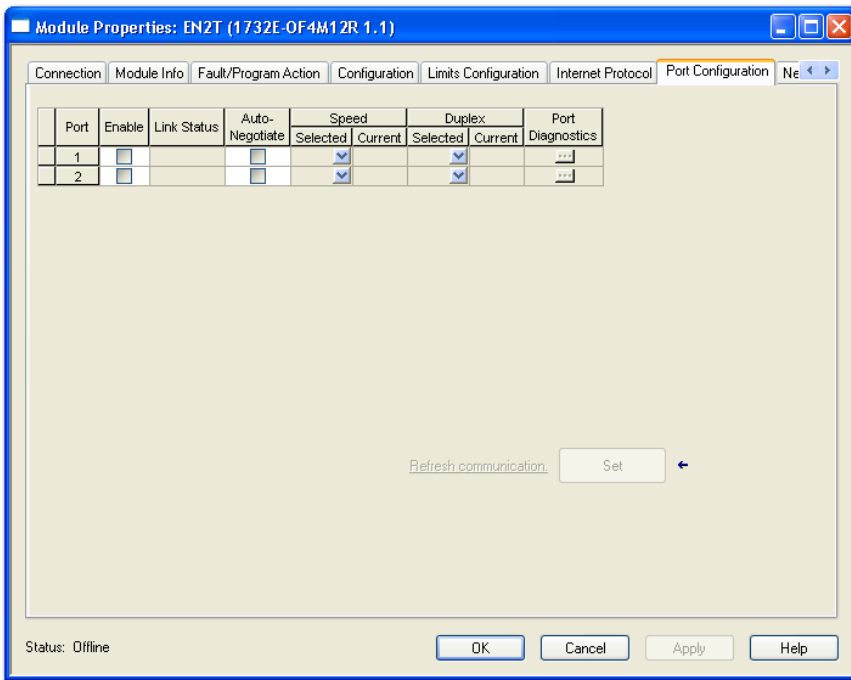 Module Properties: EN2T (1732E-OF4M12R 1.1)
Connection Module Info Fault/Program Action Configuration Limits Configuration Internet Protocol Port Configuration Ne
Port Enable Link Status Auto-Negotiate Speed Duplex Port Diagnostics
Selected Current Selected Current
1
2
Refresh communication. Set
Status: Offline OK Cancel Apply Help